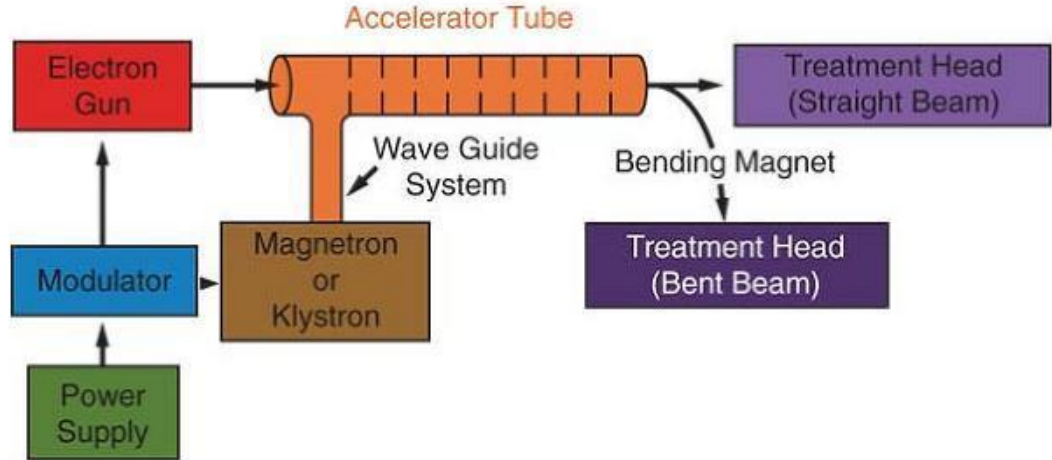 Accelerator Tube
Electron
Gun
Treatment Head
(Straight Beam)
Wave Guide
System
Bending Magnet
Modulator
Magnetron
or
Klystron
Treatment Head
(Bent Beam)
Power
Supply